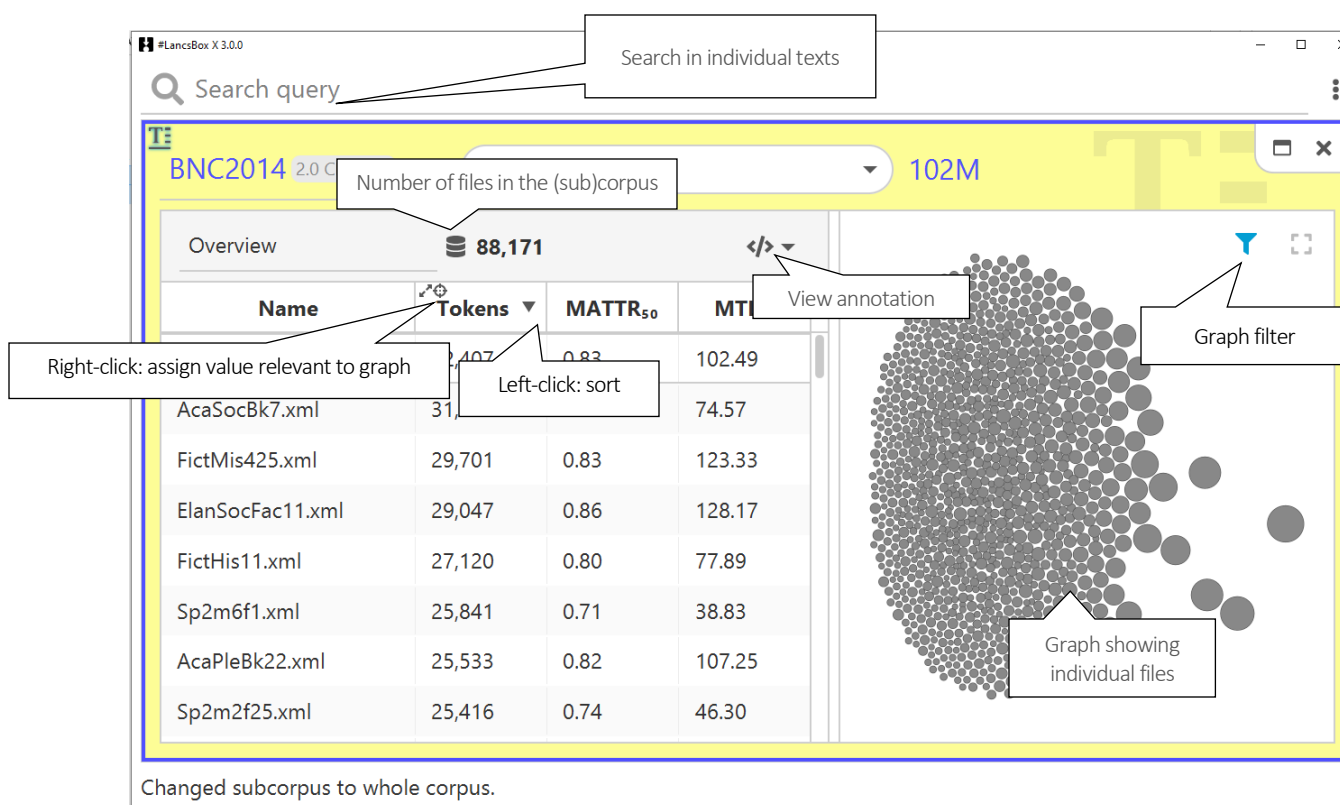 #LancsBox X 3.0.0
Search in individual texts
Search query
BNC2014 2.0
102M
Number of files in the (sub)corpus
Overview 88,171 </>
View annotation
Name Tokens MATTR₅₀
Graph filter
Right-click: assign value relevant to graph
0.83 102.49
Left-click: sort
AcaSocBk7.xml 74.57
FictMis425.xml 29,701 0.83 123.33
ElanSocFac11.xml 29,047 0.86 128.17
FictHis11.xml 27,120 0.80 77.89
Sp2m6f1.xml 25,841 0.71 38.83
AcaPleBk22.xml 25,533 0.82 107.25
Sp2m2f25.xml 25,416 0.74 46.30
Graph showing
individual files
Changed subcorpus to whole corpus.